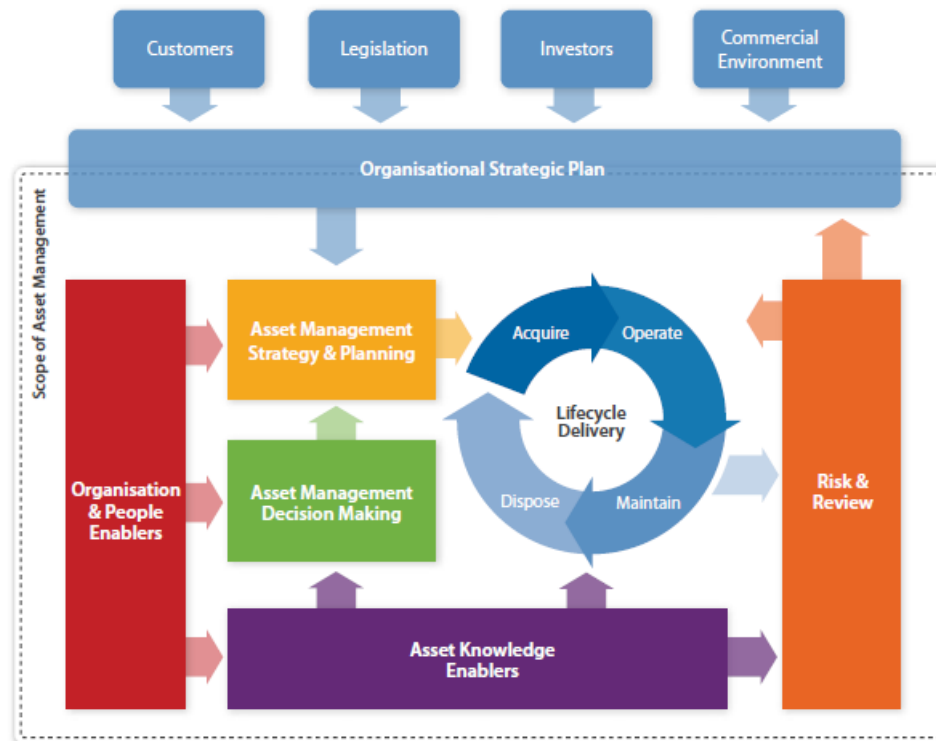 Customers
Legislation
Investors
Commercial
Environment
Organisational Strategic Plan
Scope of Asset Management
Asset Management
Strategy & Planning
Acquire
Operate
Lifecycle
Delivery
Organisation
& People
Enablers
Asset Management
Decision Making
Dispose
Maintain
Risk &
Review
Asset Knowledge
Enablers